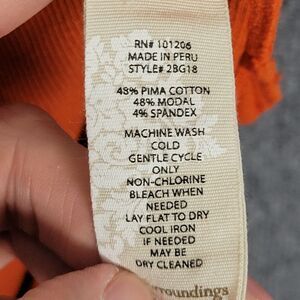 RN# 101206
MADE IN PERU
STYLE# 2BG18
48% PIMA COTTON
48% MODAL
4% SPANDEX
MACHINE WASH
COLD
GENTLE CYCLE
ONLY
NON-CHLORINE
BLEACH WHEN
NEEDED
LAY FLAT TO DRY
COOL IRON
IF NEEDED
MAY BE
DRY CLEANED